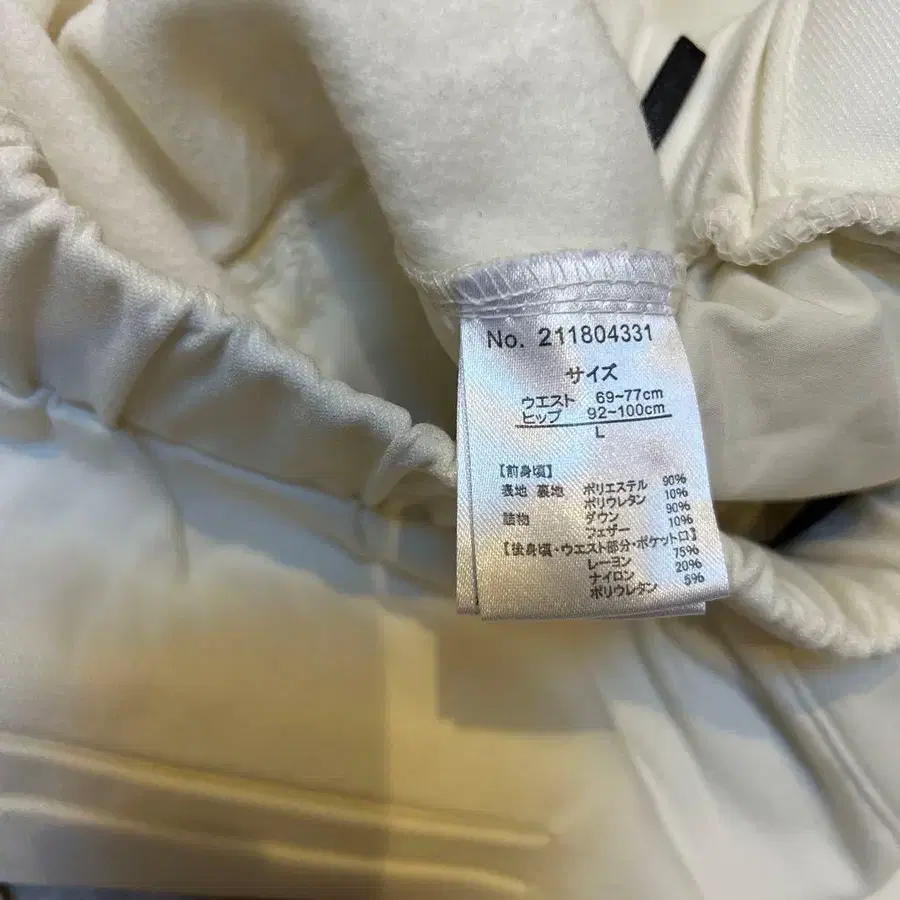 No. 211804331
サイズ
ウエスト 69~77cm
ヒップ 92~100cm
L
【前身頃】
表地 裏地 ポリエステル 90%
ポリウレタン 10%
詰物 ダウン 90%
フェザー 10%
【後身頃・ウエスト部分・ポケット口】
レーヨン 75%
ナイロン 20%
ポリウレタン 5%